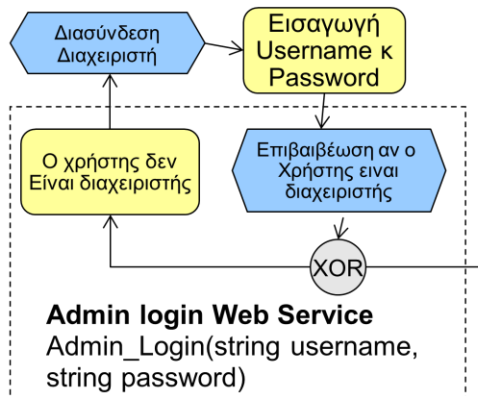 Διασύνδεση
Διαχειριστή
Εισαγωγή
Username κ
Password
Ο χρήστης δεν
Είναι διαχειριστής
Επιβαιβέωση αν ο
Χρήστης ειναι
διαχειριστής
XOR
Admin login Web Service
Admin_Login(string username,
string password)